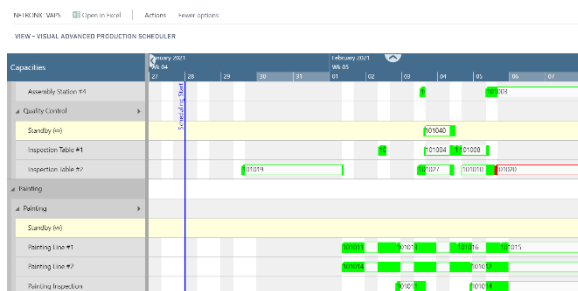 NETRONIC VAPS Open in Excel Actions Fewer options
VIEW - VISUAL ADVANCED PRODUCTION SCHEDULER
Capacities
January 2021 February 2021
Wk 04 Wk 05
27 28 29 30 31 01 02 03 04 05 06 07
Scheduling Start
Assembly Station #4 101003
Quality Control
Standby (∞) 101040
Inspection Table #1 101004 101008
Inspection Table #2 101019 101027 101010 101020
Painting
Painting
Standby (∞)
Painting Line #1 101011 101016 101015
Painting Line #2 101014
Painting Inspection